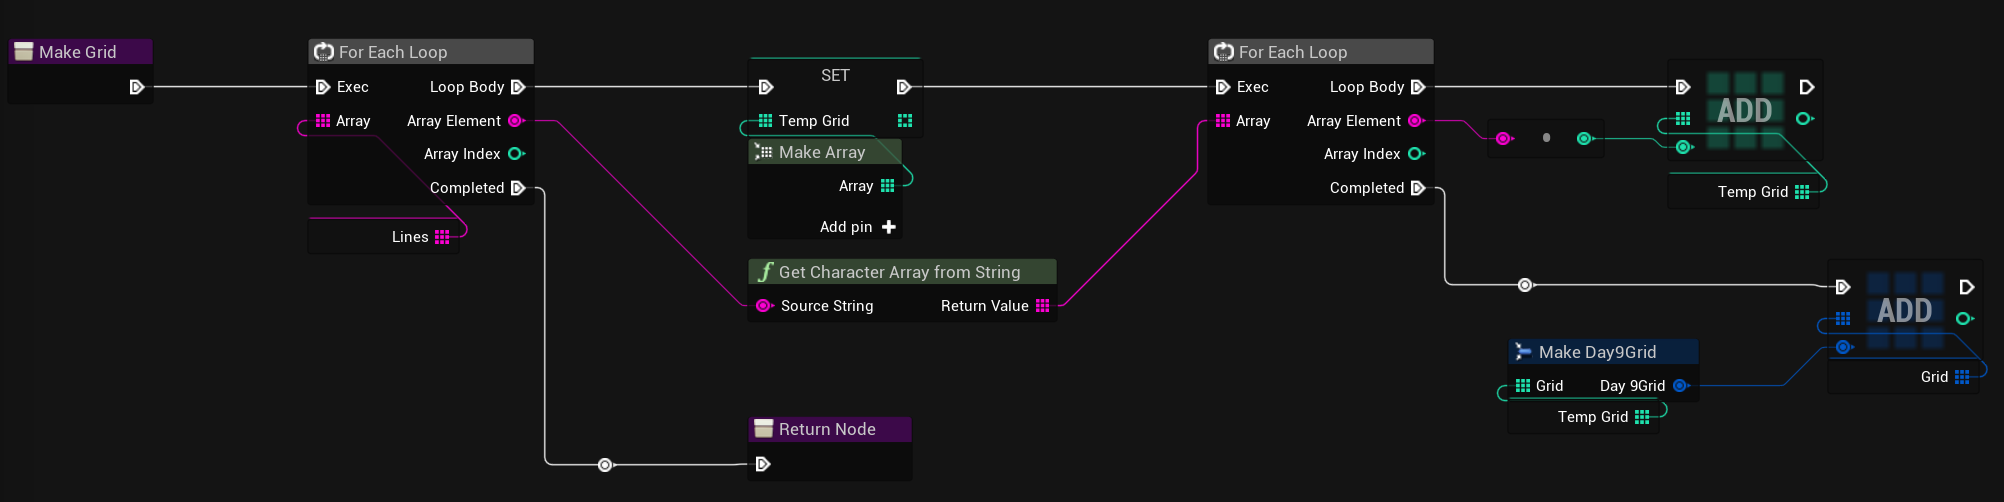 Make Grid
For Each Loop
Exec
Loop Body
Array
Array Element
Array Index
Completed
Lines
SET
Temp Grid
Make Array
Array
Add pin
Get Character Array from String
Source String
Return Value
Return Node
For Each Loop
Exec
Loop Body
Array
Array Element
Array Index
Completed
ADD
Temp Grid
ADD
Grid
Make Day9Grid
Grid
Day 9Grid
Temp Grid